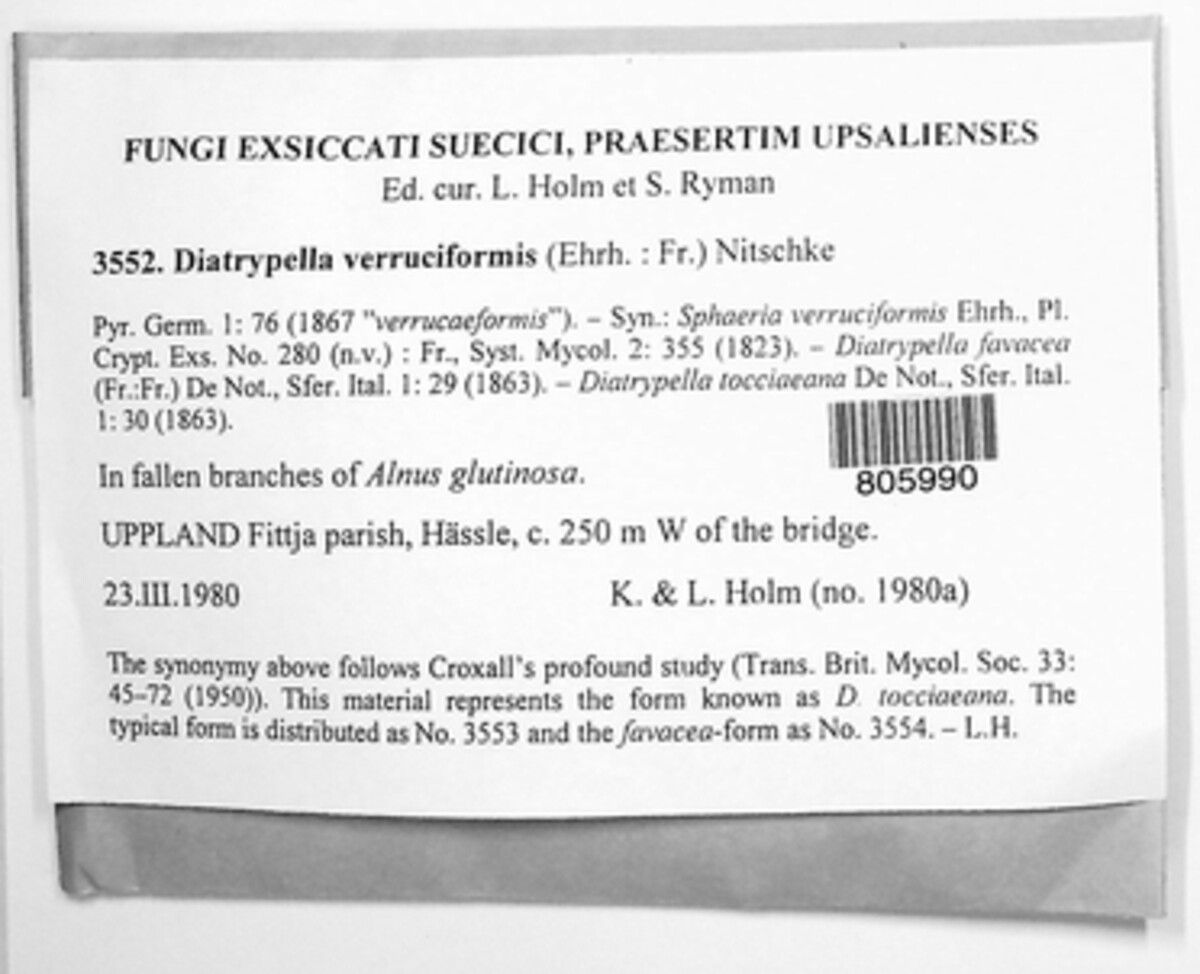 FUNGI EXSICCATI SUECICI, PRAESERTIM UPSALIENSES
Ed. cur. L. Holm et S. Ryman
3552. Diatrypella verruciformis (Ehrh. : Fr.) Nitschke
Pyr. Germ. 1: 76 (1867 "verrucaeformis"). – Syn.: Sphaeria verruciformis Ehrh., Pl.
Crypt. Exs. No. 280 (n.v.) : Fr., Syst. Mycol. 2: 355 (1823). – Diatrypella favacea
(Fr.:Fr.) De Not., Sfer. Ital. 1: 29 (1863). – Diatrypella tocciaeana De Not., Sfer. Ital.
1: 30 (1863).
805990
In fallen branches of Alnus glutinosa.
UPPLAND Fittja parish, Hässle, c. 250 m W of the bridge.
23.III.1980 K. & L. Holm (no. 1980a)
The synonymy above follows Croxall's profound study (Trans. Brit. Mycol. Soc. 33:
45–72 (1950)). This material represents the form known as D. tocciaeana. The
typical form is distributed as No. 3553 and the favacea-form as No. 3554. – L.H.